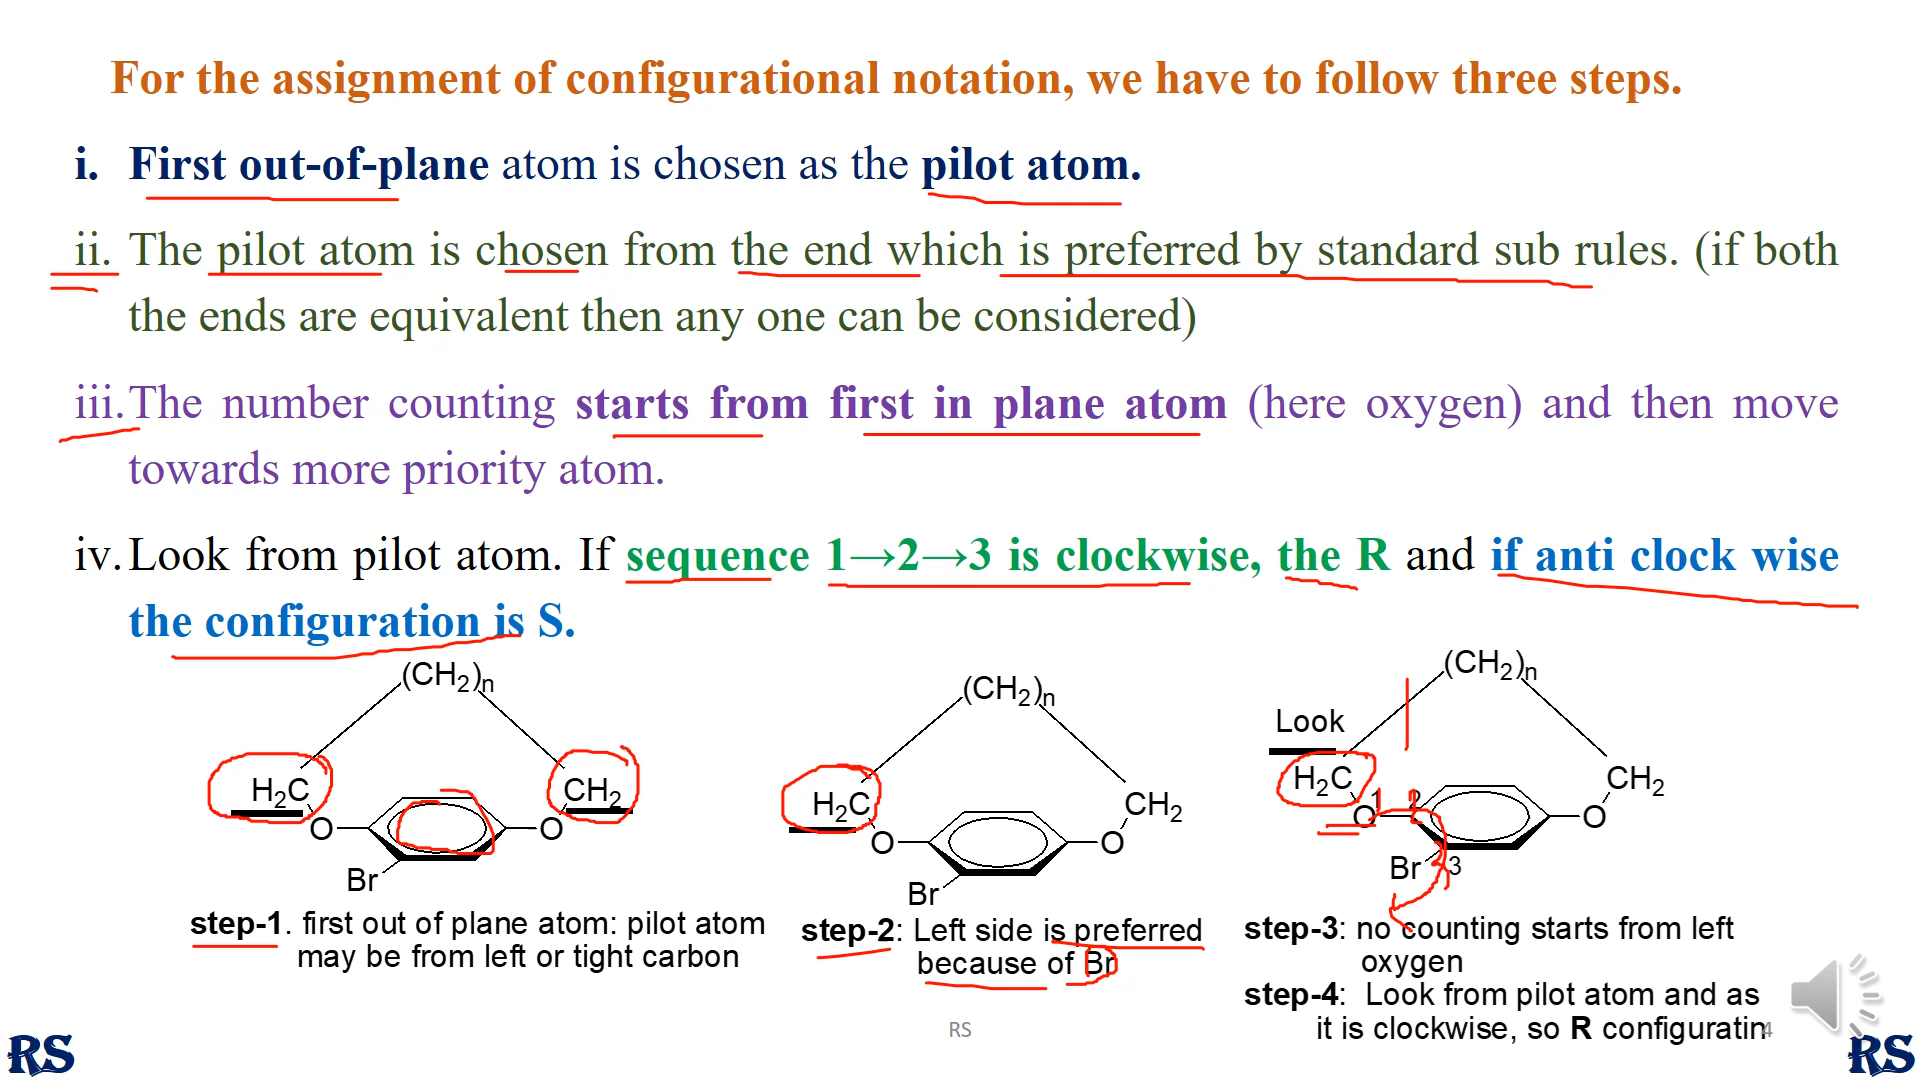 For the assignment of configurational notation, we have to follow three steps.
i. First out-of-plane atom is chosen as the pilot atom.
ii. The pilot atom is chosen from the end which is preferred by standard sub rules. (if both
the ends are equivalent then any one can be considered)
iii. The number counting starts from first in plane atom (here oxygen) and then move
towards more priority atom.
iv. Look from pilot atom. If sequence 1→2→3 is clockwise, the R and if anti clock wise
the configuration is S.
(CH2)n
H2C
CH2
O
O
Br
step-1. first out of plane atom: pilot atom
may be from left or tight carbon
(CH2)n
H2C
CH2
O
O
Br
step-2: Left side is preferred
because of Br
(CH2)n
Look
H2C
CH2
1
2
O
O
Br
3
step-3: no counting starts from left
oxygen
step-4: Look from pilot atom and as
it is clockwise, so R configuratin
RS
4
RS
RS